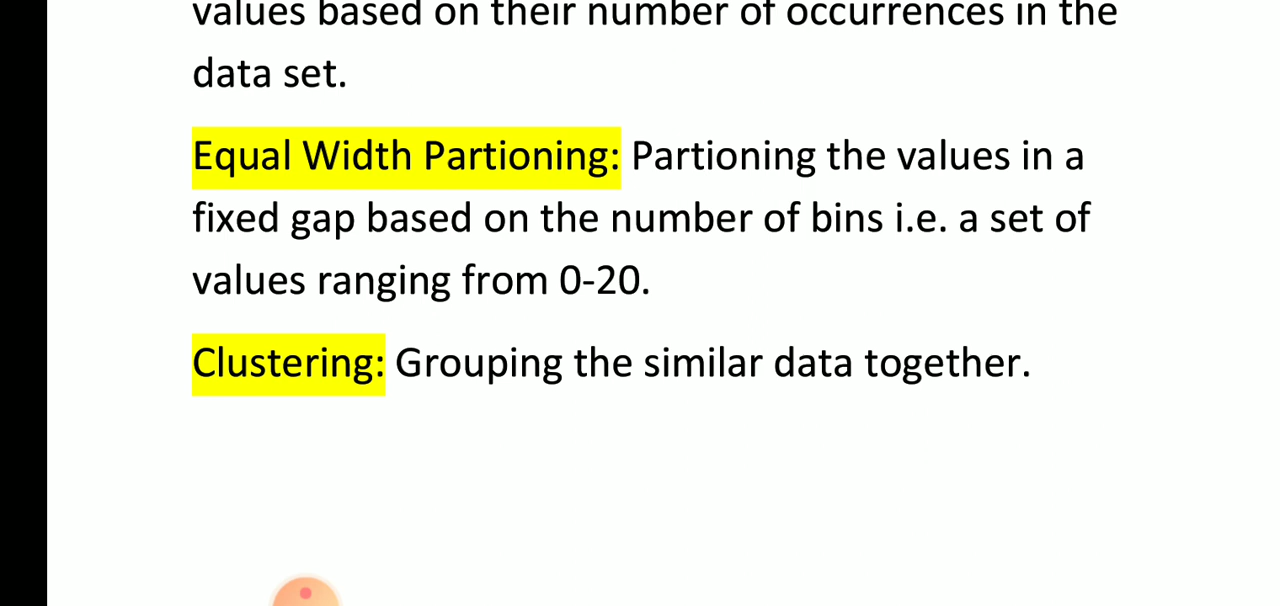 values based on their number of occurrences in the
data set.
Equal Width Partioning: Partioning the values in a
fixed gap based on the number of bins i.e. a set of
values ranging from 0-20.
Clustering: Grouping the similar data together.